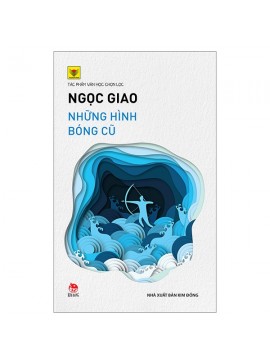 TÁC PHẨM VĂN HỌC CHỌN LỌC
NGỌC GIAO
NHỮNG HÌNH
BÓNG CŨ
NHÀ XUẤT BẢN KIM ĐỒNG